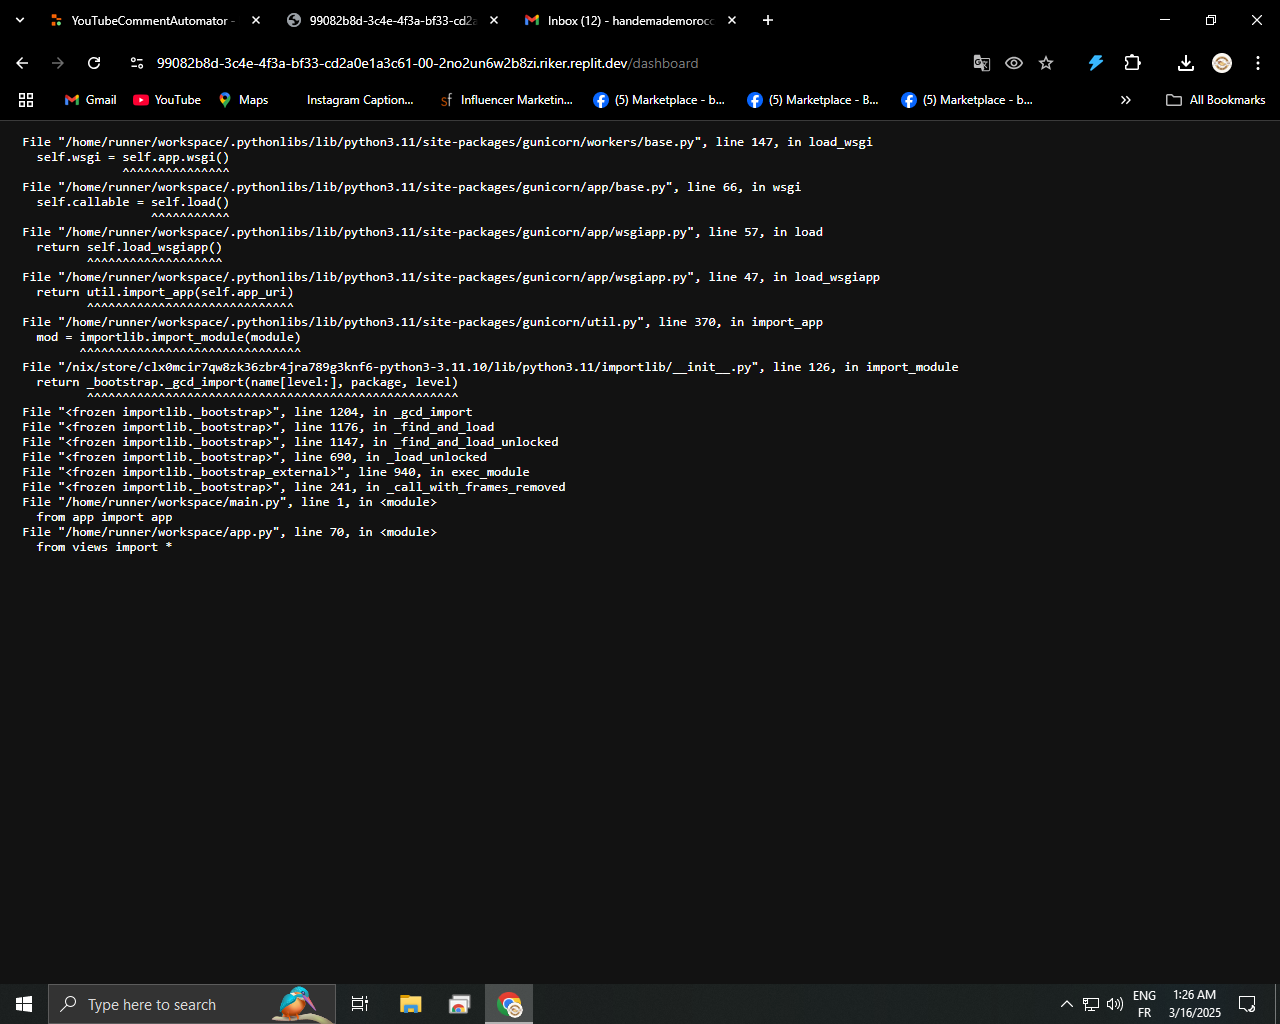 YouTubeCommentAutomator -
99082b8d-3c4e-4f3a-bf33-cd2a
Inbox (12) - handemademorocc
99082b8d-3c4e-4f3a-bf33-cd2a0e1a3c61-00-2no2un6w2b8zi.riker.replit.dev/dashboard
Gmail
YouTube
Maps
Instagram Caption...
sf Influencer Marketin...
(5) Marketplace - b...
(5) Marketplace - B...
(5) Marketplace - b...
All Bookmarks
File "/home/runner/workspace/.pythonlibs/lib/python3.11/site-packages/gunicorn/workers/base.py", line 147, in load_wsgi
self.wsgi = self.app.wsgi()
^^^^^^^^^^^^^^^
File "/home/runner/workspace/.pythonlibs/lib/python3.11/site-packages/gunicorn/app/base.py", line 66, in wsgi
self.callable = self.load()
^^^^^^^^^^^
File "/home/runner/workspace/.pythonlibs/lib/python3.11/site-packages/gunicorn/app/wsgiapp.py", line 57, in load
return self.load_wsgiapp()
^^^^^^^^^^^^^^^^^^^
File "/home/runner/workspace/.pythonlibs/lib/python3.11/site-packages/gunicorn/app/wsgiapp.py", line 47, in load_wsgiapp
return util.import_app(self.app_uri)
^^^^^^^^^^^^^^^^^^^^^^^^^^^^^
File "/home/runner/workspace/.pythonlibs/lib/python3.11/site-packages/gunicorn/util.py", line 370, in import_app
mod = importlib.import_module(module)
^^^^^^^^^^^^^^^^^^^^^^^^^^^^^^^
File "/nix/store/clx0mcir7qw8zk36zbr4jra789g3knf6-python3-3.11.10/lib/python3.11/importlib/__init__.py", line 126, in import_module
return _bootstrap._gcd_import(name[level:], package, level)
^^^^^^^^^^^^^^^^^^^^^^^^^^^^^^^^^^^^^^^^^^^^^^^^^^^^
File "<frozen importlib._bootstrap>", line 1204, in _gcd_import
File "<frozen importlib._bootstrap>", line 1176, in _find_and_load
File "<frozen importlib._bootstrap>", line 1147, in _find_and_load_unlocked
File "<frozen importlib._bootstrap>", line 690, in _load_unlocked
File "<frozen importlib._bootstrap_external>", line 940, in exec_module
File "<frozen importlib._bootstrap>", line 241, in _call_with_frames_removed
File "/home/runner/workspace/main.py", line 1, in <module>
from app import app
File "/home/runner/workspace/app.py", line 70, in <module>
from views import *
Type here to search
ENG
FR
1:26 AM
3/16/2025